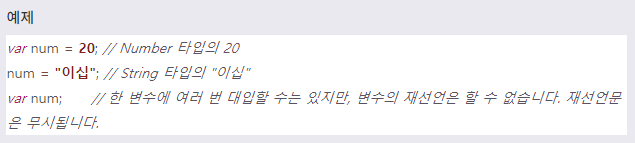 예제
var num = 20; // Number 타입의 20
num = "이십"; // String 타입의 "이십"
var num; // 한 변수에 여러 번 대입할 수는 있지만, 변수의 재선언은 할 수 없습니다. 재선언문
은 무시됩니다.